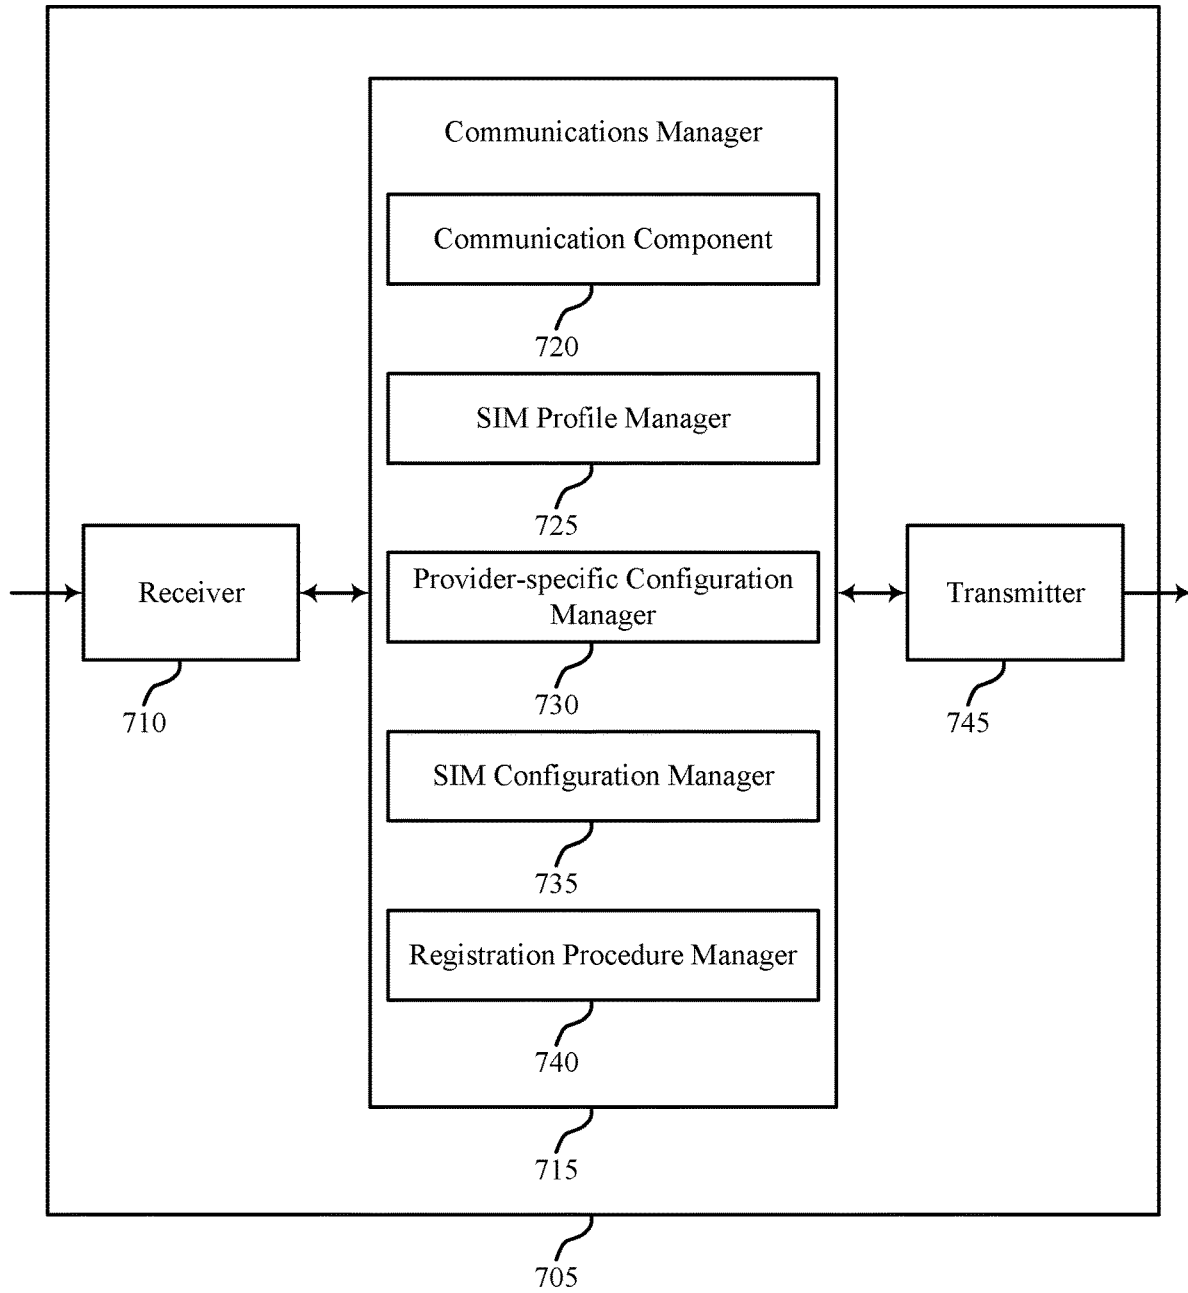 Communications Manager
Communication Component
720
SIM Profile Manager
725
Receiver
710
Provider-specific Configuration
Manager
730
Transmitter
745
SIM Configuration Manager
735
Registration Procedure Manager
740
715
705